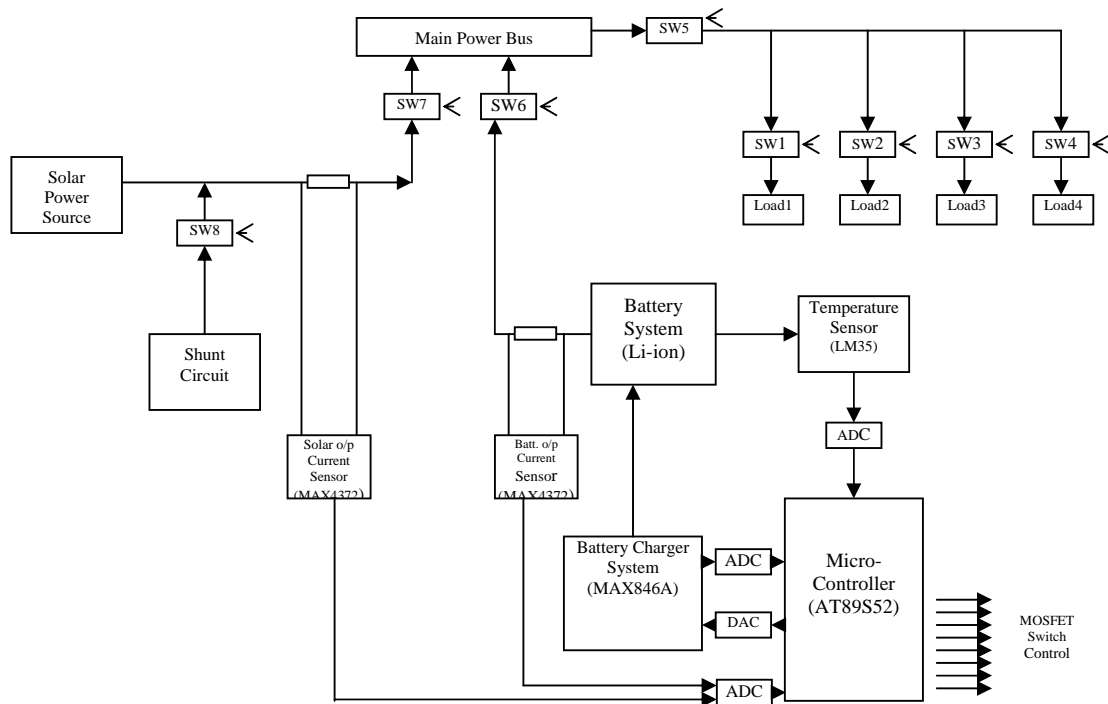 Main Power Bus
SW5
SW7
SW6
SW1
SW2
SW3
SW4
Solar
Power
Source
Load1
Load2
Load3
Load4
SW8
Battery
System
(Li-ion)
Temperature
Sensor
(LM35)
Shunt
Circuit
ADC
Solar o/p
Current
Sensor
(MAX4372)
Batt. o/p
Current
Sensor
(MAX4372)
Battery Charger
System
(MAX846A)
ADC
Micro-
Controller
(AT89S52)
DAC
MOSFET
Switch
Control
ADC